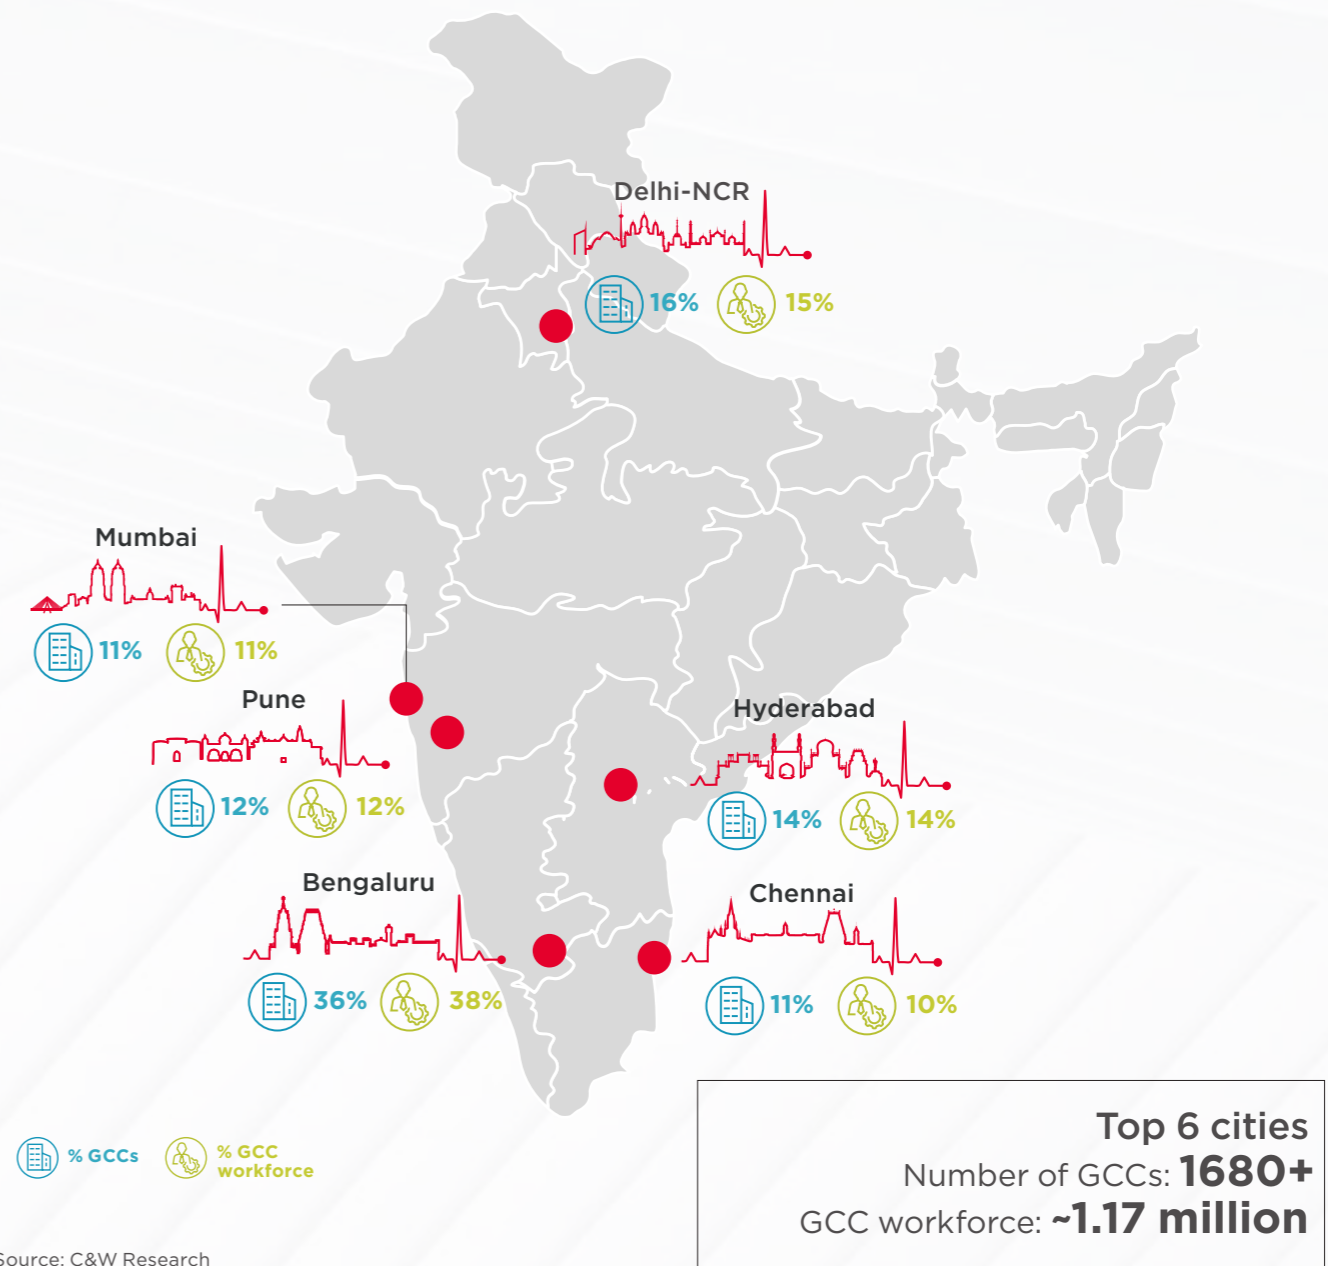 Delhi-NCR
16% 15%
Mumbai
11% 11%
Pune
12% 12%
Hyderabad
14% 14%
Bengaluru
36% 38%
Chennai
11% 10%
% GCCs
% GCC
workforce
Top 6 cities
Number of GCCs: 1680+
GCC workforce: ~1.17 million
Source: C&W Research